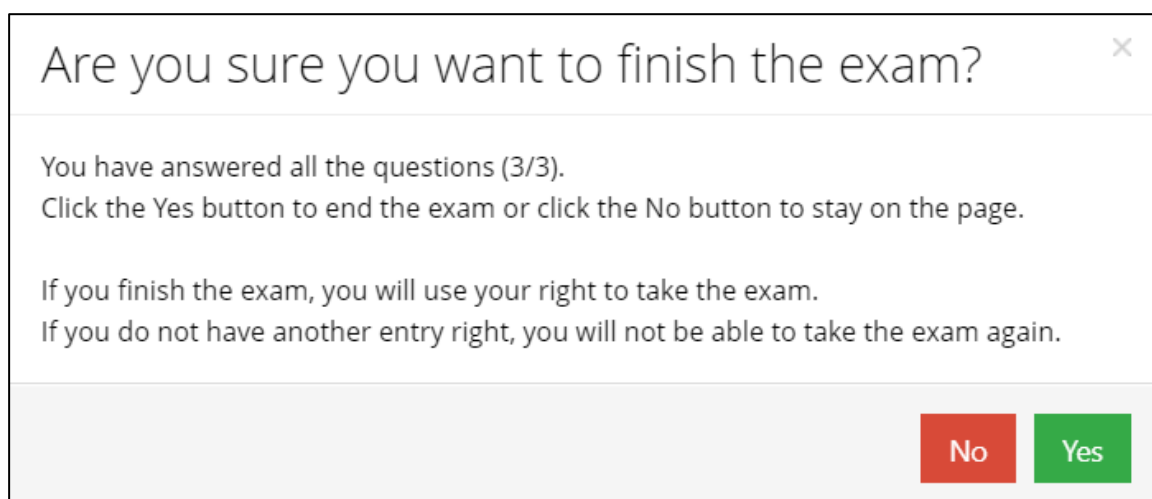 Are you sure you want to finish the exam?
×
You have answered all the questions (3/3).
Click the Yes button to end the exam or click the No button to stay on the page.
If you finish the exam, you will use your right to take the exam.
If you do not have another entry right, you will not be able to take the exam again.
No
Yes